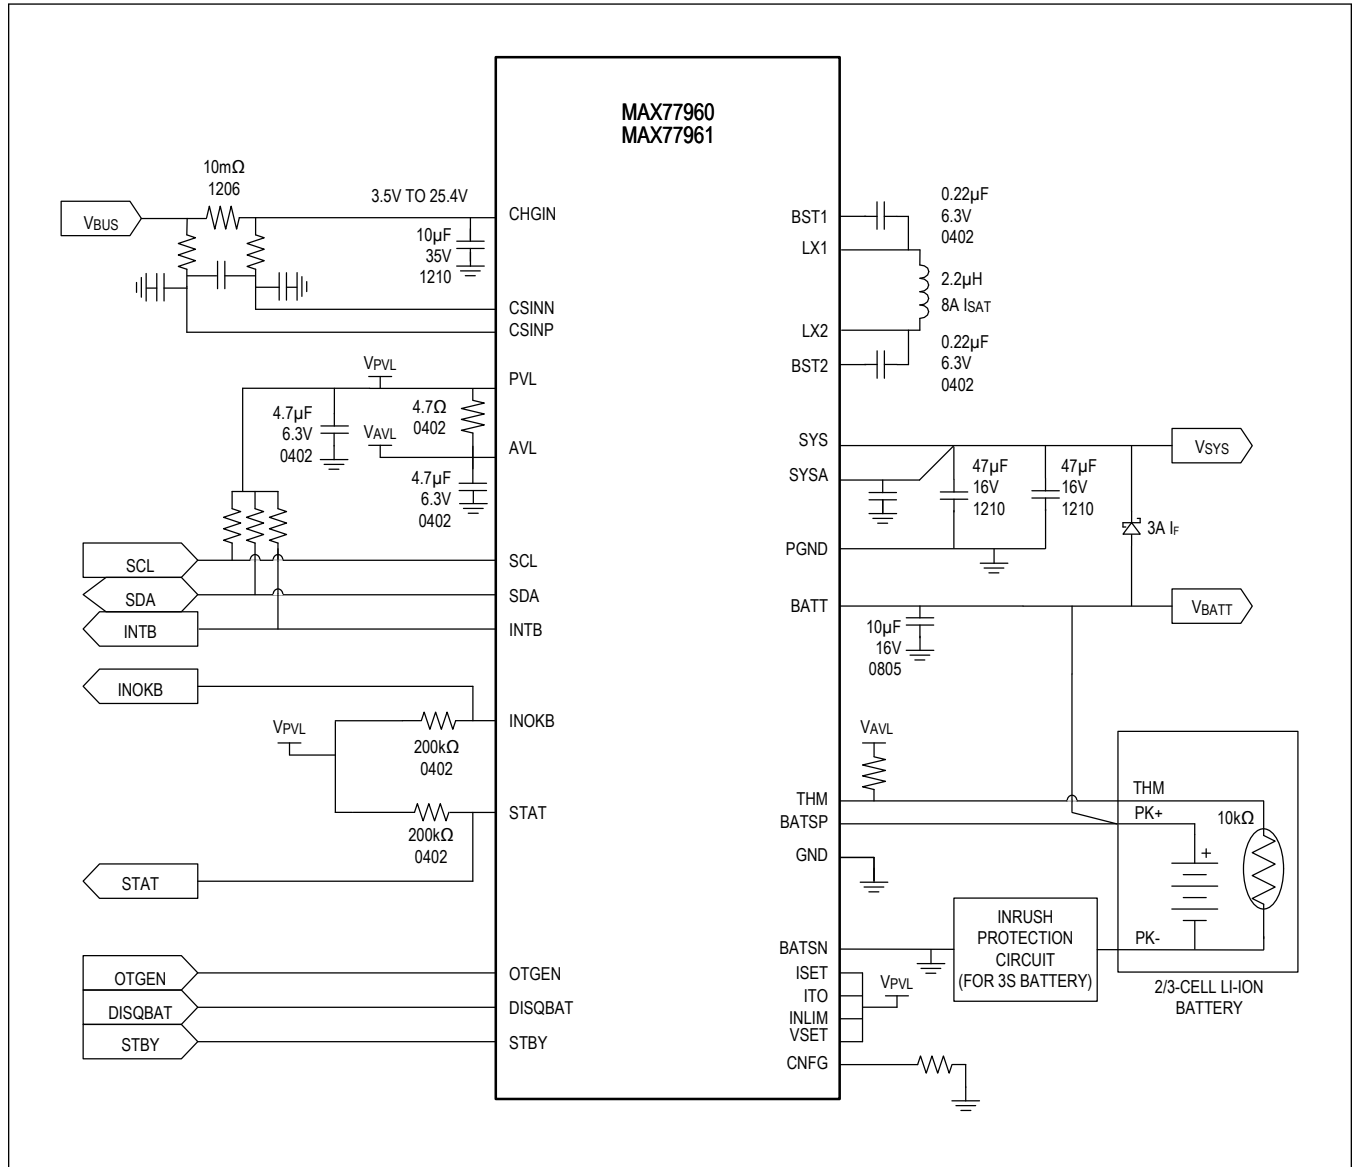 MAX77960
MAX77961
10mΩ
1206
3.5V TO 25.4V
VBUS
CHGIN
10µF
35V
1210
CSINN
CSINP
VPVL
PVL
4.7µF
6.3V
0402
4.7Ω
0402
VAVL
AVL
4.7µF
6.3V
0402
SCL
SCL
SDA
SDA
INTB
INTB
INOKB
INOKB
VPVL
200kΩ
0402
STAT
200kΩ
0402
STAT
OTGEN
OTGEN
DISQBAT
DISQBAT
STBY
STBY
BST1
0.22µF
6.3V
0402
LX1
2.2µH
8A ISAT
LX2
BST2
0.22µF
6.3V
0402
SYS
VSYS
SYSA
47µF
16V
1210
47µF
16V
1210
3A IF
PGND
BATT
VBATT
10µF
16V
0805
VAVL
THM
THM
BATSP
PK+
10kΩ
GND
+
BATSN
INRUSH
PROTECTION
CIRCUIT
(FOR 3S BATTERY)
PK-
2/3-CELL LI-ION
BATTERY
ISET
ITO
INLIM
VSET
VPVL
CNFG